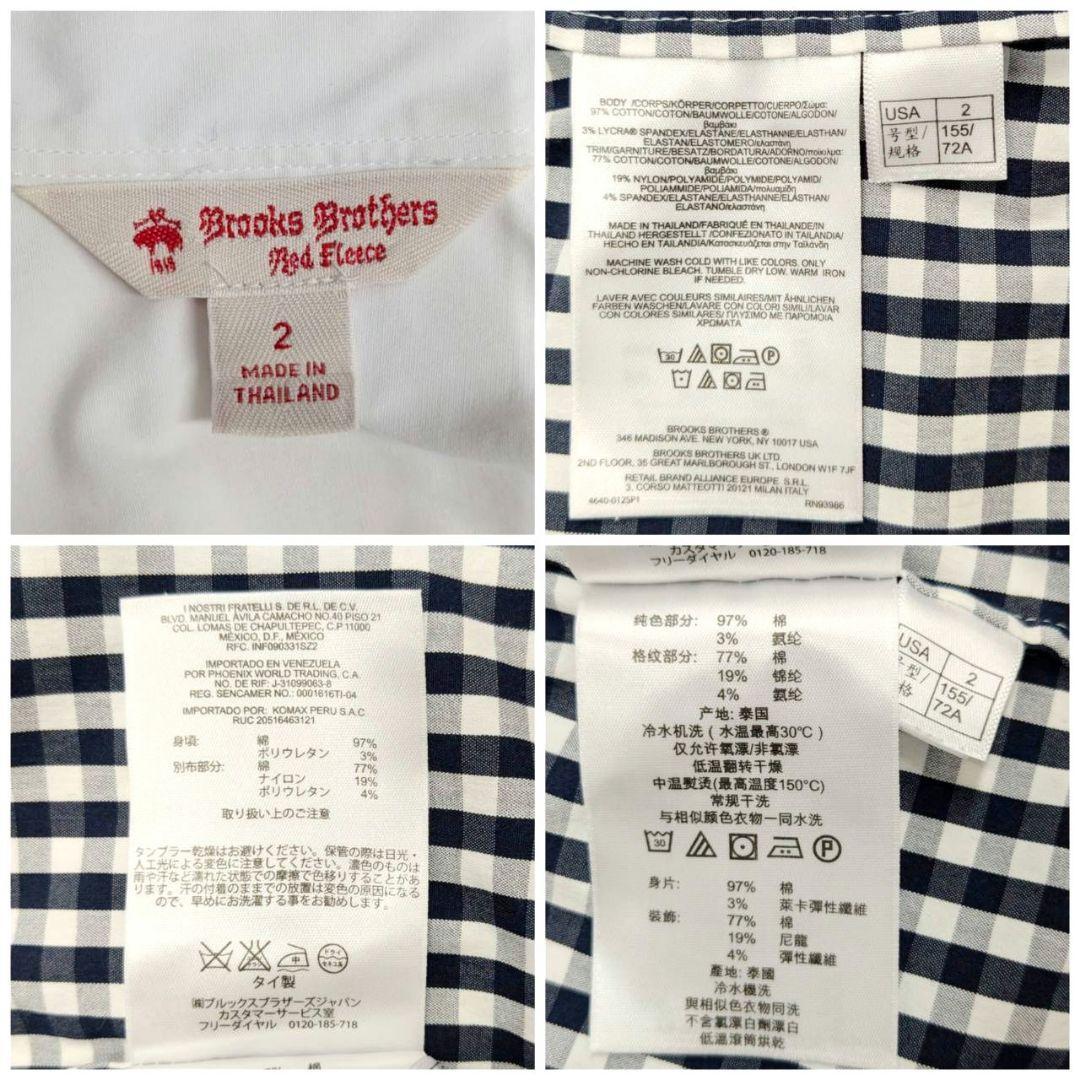 Brooks Brothers
1818
Red Fleece
2
MADE IN
THAILAND
BODY /CORPS/KÖRPER/CORPETTO/CUERPO/Σωμα:
97% COTTON/COTON/BAUMWOLLE/COTONE/ALGODON/
βαμβάκι
3% LYCRA® SPANDEX/ELASTANE/ELASTHANNE/ELASTHAN/
ELASTAN/ELASTOMERO/ελαστάνη
TRIM/GARNITURE/BESATZ/BORDATURA/ADORNO/ποίκιλμα:
77% COTTON/COTON/BAUMWOLLE/COTONE/ALGODON/
βαμβάκι
19% NYLON/POLYAMIDE/POLYMIDE/POLYAMID/
POLIAMMIDE/POLIAMIDA/πολυαμίδη
4% SPANDEX/ELASTANE/ELASTHANNE/ELASTHAN/
ELASTANO/ελαστάνη
MADE IN THAILAND/FABRIQUÉ EN THAILANDE/IN
THAILAND HERGESTELLT /CONFEZIONATO IN TAILANDIA/
HECHO EN TAILANDIA/Κατασκευάζεται στην Ταϊλάνδη
MACHINE WASH COLD WITH LIKE COLORS. ONLY
NON-CHLORINE BLEACH. TUMBLE DRY LOW. WARM IRON
IF NEEDED.
LAVER AVEC COULEURS SIMILAIRES/MIT ÄHNLICHEN
FARBEN WASCHEN/LAVARE CON COLORI SIMILI/LAVAR
CON COLORES SIMILARES/ ΠΛΥΣΙΜΟ ΜΕ ΠΑΡΟΜΟΙΑ
ΧΡΩΜΑΤΑ
30 P
BROOKS BROTHERS ®
346 MADISON AVE. NEW YORK, NY 10017 USA
BROOKS BROTHERS UK LTD.
2ND FLOOR, 35 GREAT MARLBOROUGH ST., LONDON W1F 7JF
RETAIL BRAND ALLIANCE EUROPE S.R.L.
3, CORSO MATTEOTTI 20121 MILAN ITALY
4640-0125P1 RN93986
USA 2
号型/ 155/
规格 72A
I NOSTRI FRATELLI S. DE R.L. DE C.V.
BLVD. MANUEL ÁVILA CAMACHO NO.40 PISO 21
COL. LOMAS DE CHAPULTEPEC, C.P.11000
MÉXICO, D.F., MÉXICO
RFC. INF090331SZ2
IMPORTADO EN VENEZUELA
POR PHOENIX WORLD TRADING, C.A.
NO. DE RIF: J-31099063-8
REG. SENCAMER NO.: 0001616TI-04
IMPORTADO POR: KOMAX PERU S.A.C.
RUC 20516463121
身頃: 綿 97%
ポリウレタン 3%
別布部分: 綿 77%
ナイロン 19%
ポリウレタン 4%
取り扱い上のご注意
タンブラー乾燥はお避けください。保管の際は日光・
人工光による変色に注意してください。濃色のものは
雨や汗など濡れた状態での摩擦で色移りすることがあ
ります。汗の付着のままでの放置は変色の原因になる
ので、早めにお洗濯する事をお勧めします。
エンソ 中 ドライ
セキユ系
タイ製
㈱ブルックスブラザーズジャパン
カスタマーサービス室
フリーダイヤル 0120-185-718
綿
カスタマー
フリーダイヤル 0120-185-718
纯色部分: 97% 棉
3% 氨纶
格纹部分: 77% 棉
19% 锦纶
4% 氨纶
产地: 泰国
冷水机洗 ( 水温最高30℃ )
仅允许氧漂/非氯漂
低温翻转干燥
中温熨烫(最高温度150℃)
常规干洗
与相似颜色衣物一同水洗
30 P
身片: 97% 棉
3% 萊卡彈性纖維
裝飾: 77% 棉
19% 尼龍
4% 彈性纖維
產地: 泰國
冷水機洗
與相似色衣物一同水洗
不含氯漂白劑漂白
低溫滾筒烘乾
USA 2
号型/ 155/
格 72A